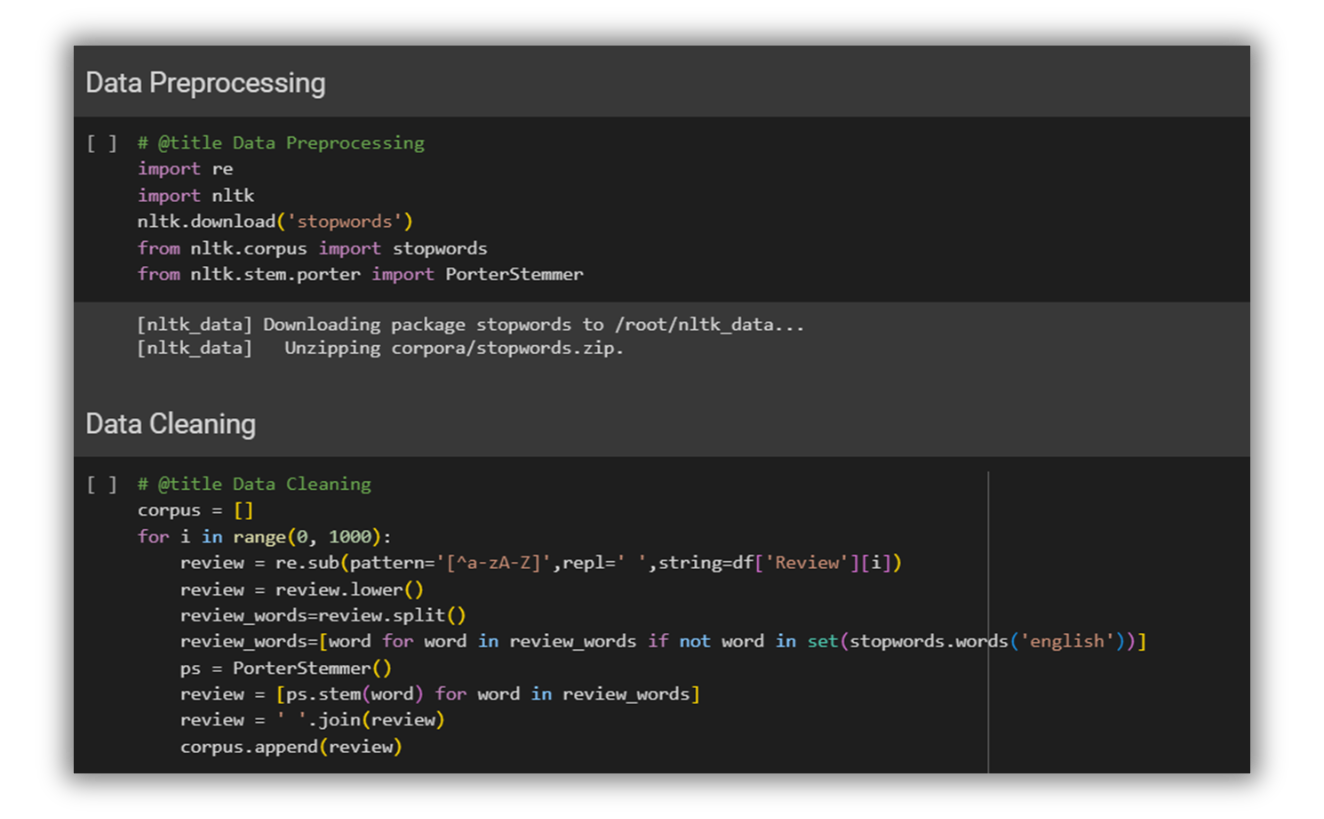 Data Preprocessing
[ ] # @title Data Preprocessing
import re
import nltk
nltk.download('stopwords')
from nltk.corpus import stopwords
from nltk.stem.porter import PorterStemmer
[nltk_data] Downloading package stopwords to /root/nltk_data...
[nltk_data]   Unzipping corpora/stopwords.zip.
Data Cleaning
[ ] # @title Data Cleaning
corpus = []
for i in range(0, 1000):
    review = re.sub(pattern='[^a-zA-Z]',repl=' ',string=df['Review'][i])
    review = review.lower()
    review_words=review.split()
    review_words=[word for word in review_words if not word in set(stopwords.words('english'))]
    ps = PorterStemmer()
    review = [ps.stem(word) for word in review_words]
    review = ' '.join(review)
    corpus.append(review)